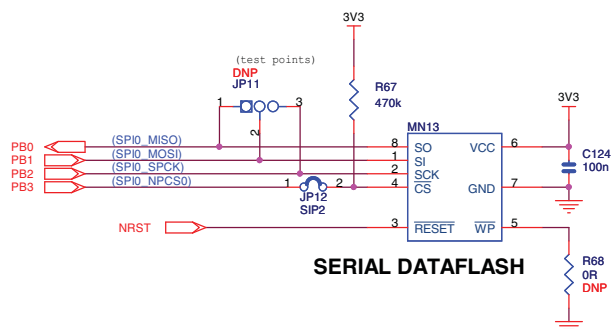 3V3
(test points)
DNP
JP11
1
3
2
R67
470k
3V3
MN13
PB0
(SPI0_MISO)
8
SO
VCC
6
PB1
(SPI0_MOSI)
1
SI
C124
100n
PB2
(SPI0_SPCK)
2
SCK
PB3
(SPI0_NPCS0)
1
2
4
CS
GND
7
JP12
SIP2
NRST
3
RESET
WP
5
SERIAL DATAFLASH
R68
0R
DNP